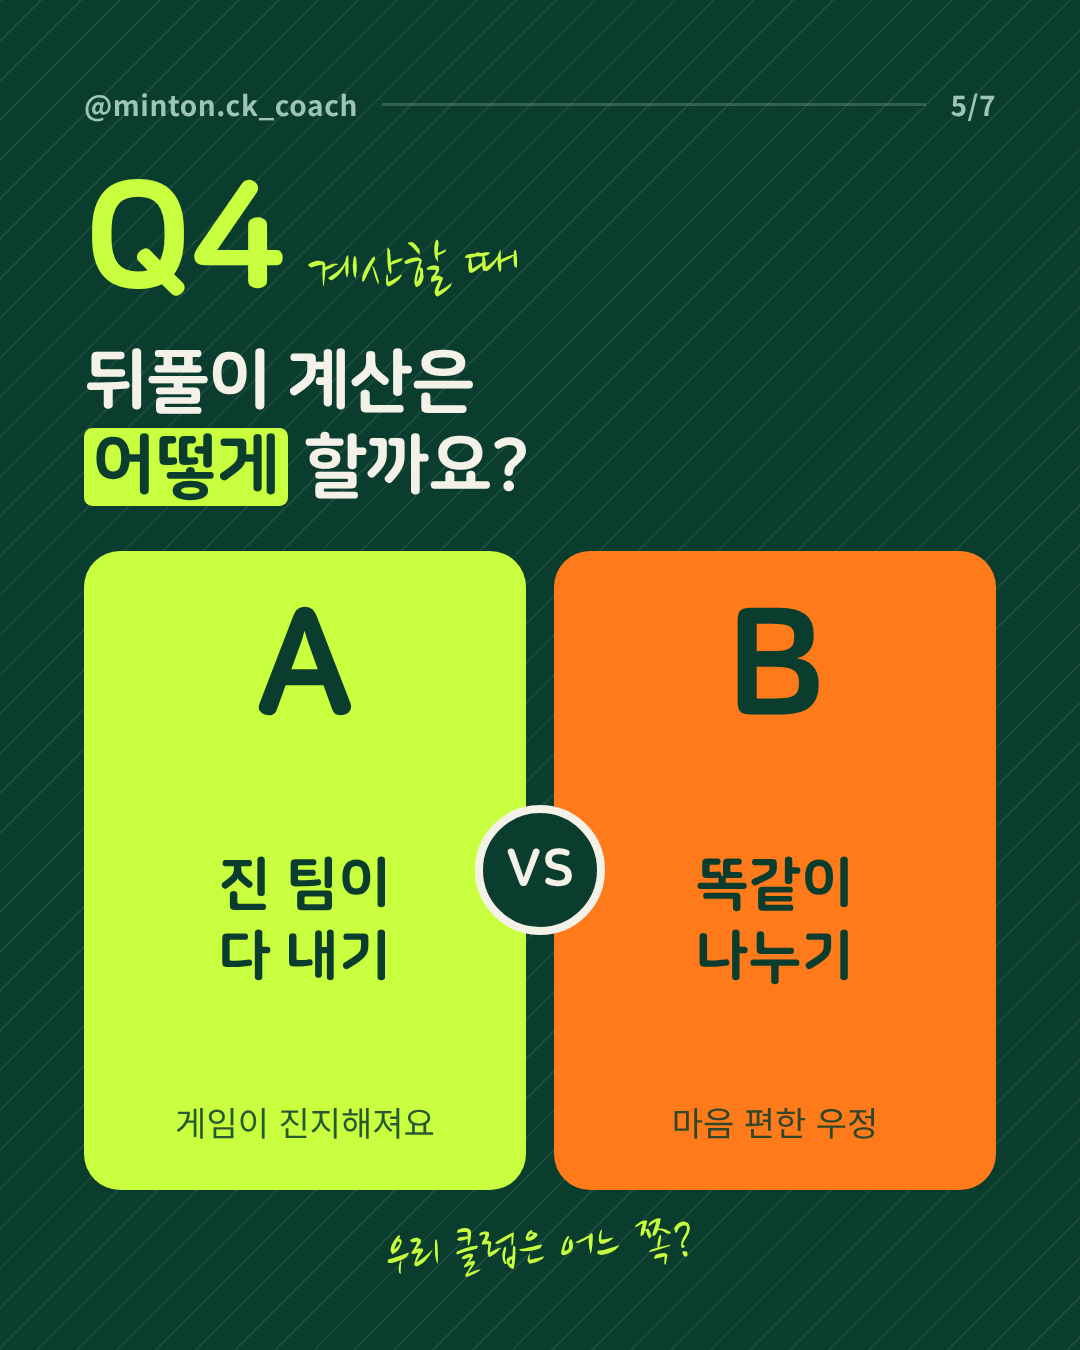 @minton.ck_coach 5/7
Q4 계산할 때
뒤풀이 계산은
어떻게 할까요?
A
진 팀이
다 내기
게임이 진지해져요
VS
B
똑같이
나누기
마음 편한 우정
우리 클럽은 어느 쪽?